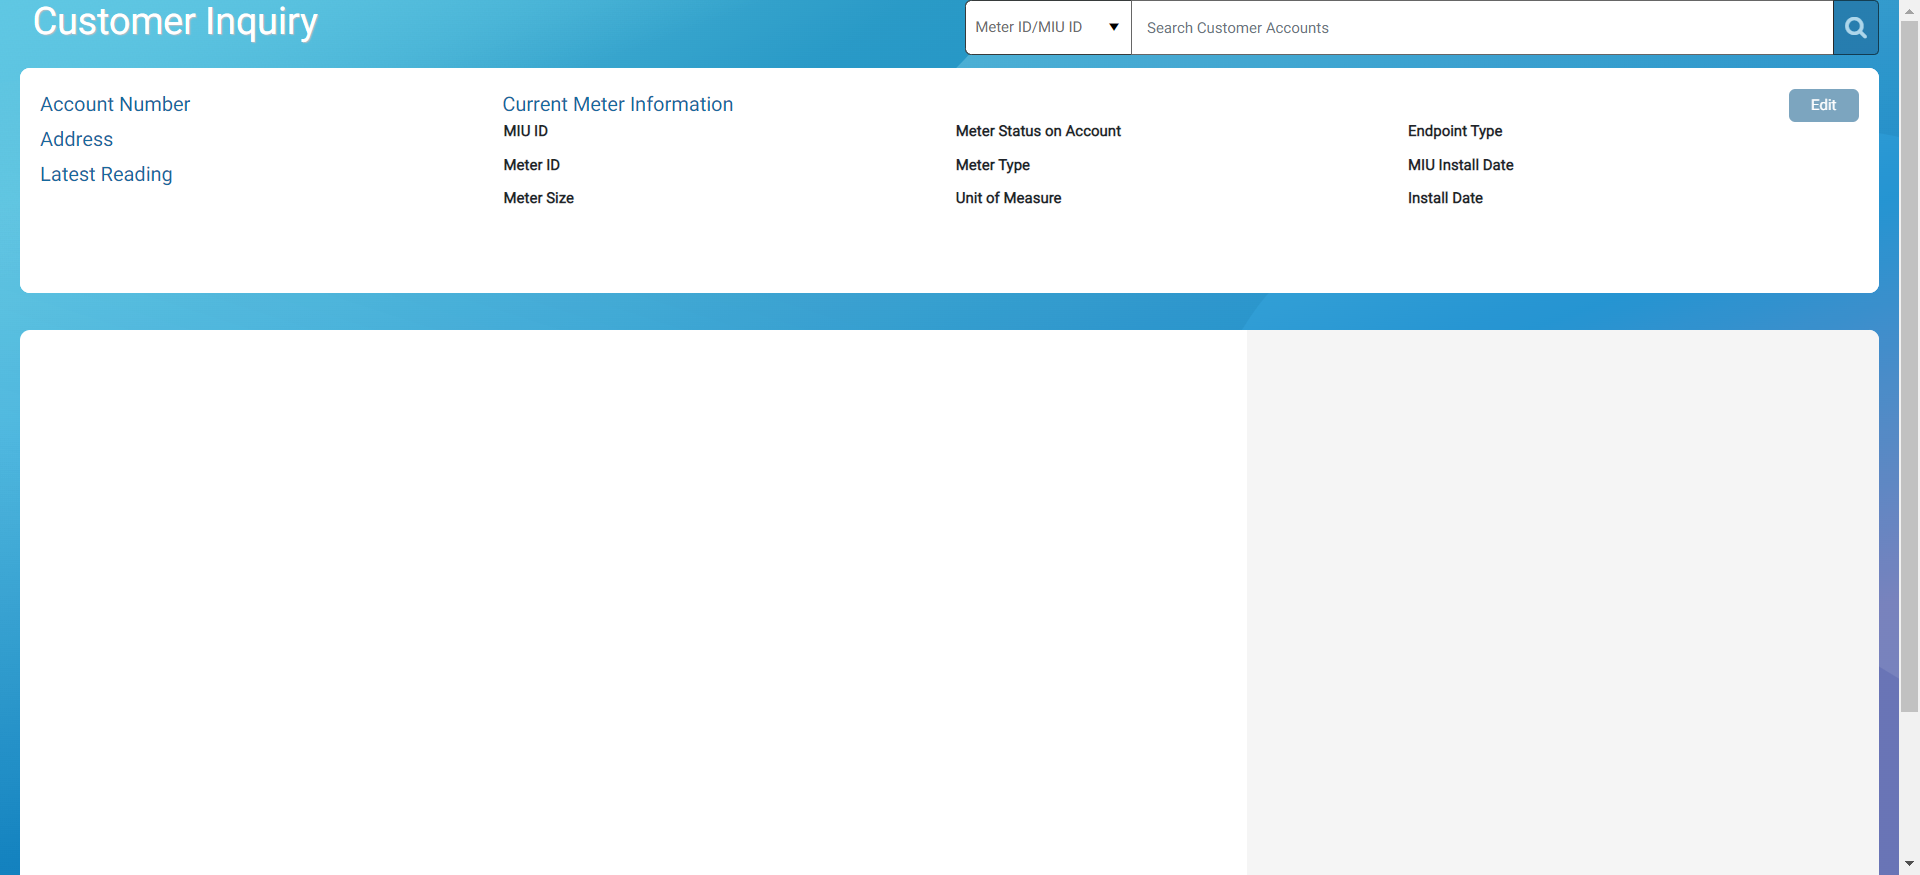 Customer Inquiry
Meter ID/MIU ID
Search Customer Accounts
Account Number
Address
Latest Reading
Current Meter Information
Edit
MIU ID
Meter Status on Account
Endpoint Type
Meter ID
Meter Type
MIU Install Date
Meter Size
Unit of Measure
Install Date